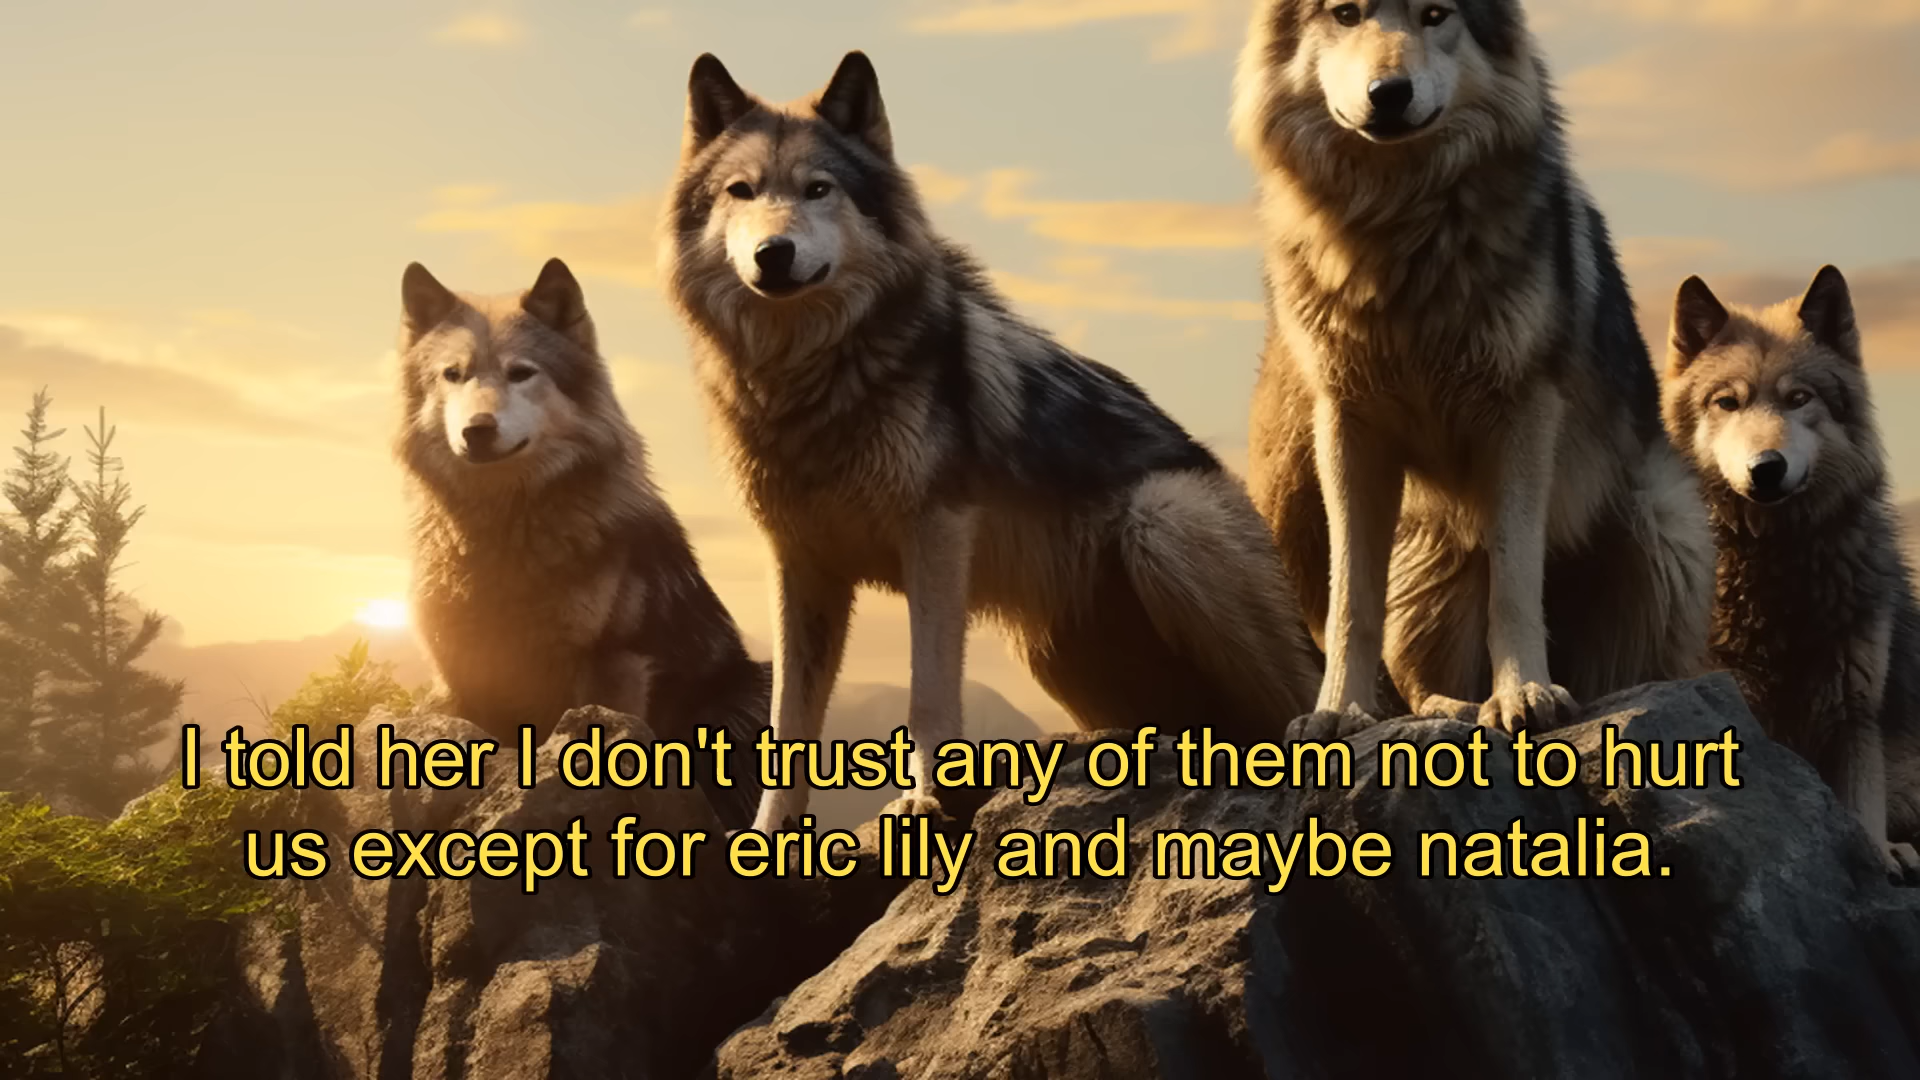 I told her I don't trust any of them not to hurt
us except for eric lily and maybe natalia.